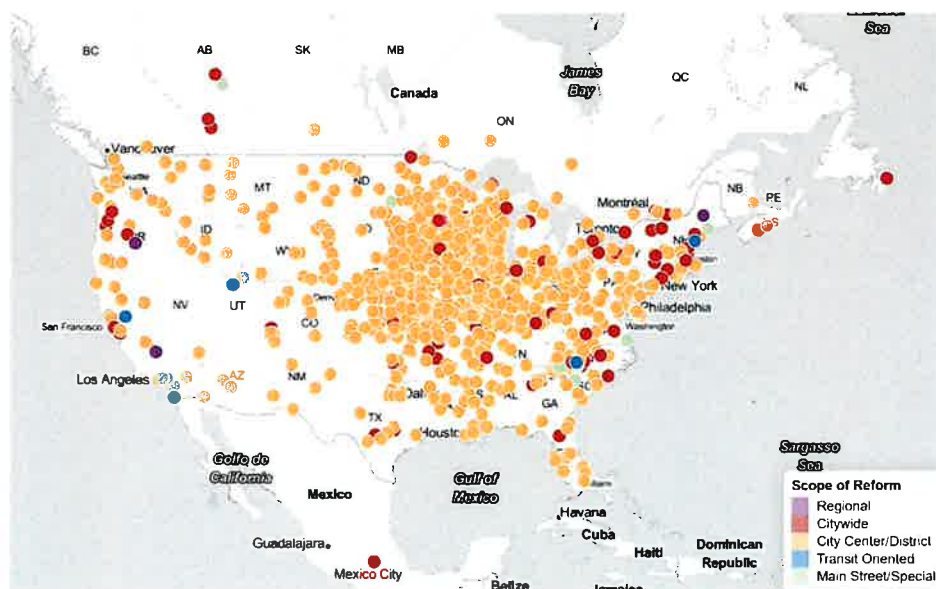 Sea
BC
AB
SK
MB
Canada
James
Bay
QC
NL
ON
Vancouver
Seattle
MT
ND
NB
PE
Montréal
Toronto
ID
NV
UT
CO
New York
Philadelphia
Washington
San Francisco
Los Angeles
AZ
NM
TX
AL
GA
Houston
Golfo de
California
Gulf of
Mexico
Mexico
Sargasso
Sea
Havana
Cuba
Haiti
Dominican
Republic
Guadalajara
Mexico City
Belize
Scope of Reform
Regional
Citywide
City Center/District
Transit Oriented
Main Street/Special